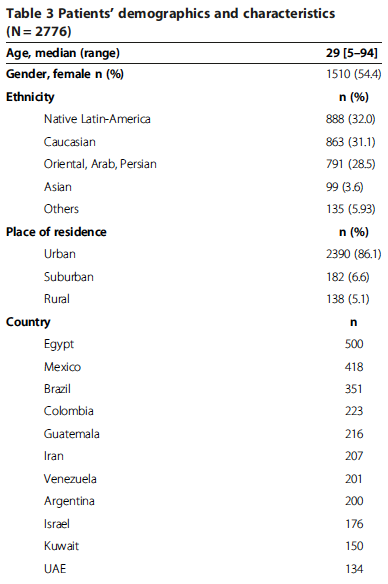 Table 3 Patients' demographics and characteristics
(N = 2776)
Age, median (range) 29 [5–94]
Gender, female n (%) 1510 (54.4)
Ethnicity n (%)
Native Latin-America 888 (32.0)
Caucasian 863 (31.1)
Oriental, Arab, Persian 791 (28.5)
Asian 99 (3.6)
Others 135 (5.93)
Place of residence n (%)
Urban 2390 (86.1)
Suburban 182 (6.6)
Rural 138 (5.1)
Country n
Egypt 500
Mexico 418
Brazil 351
Colombia 223
Guatemala 216
Iran 207
Venezuela 201
Argentina 200
Israel 176
Kuwait 150
UAE 134